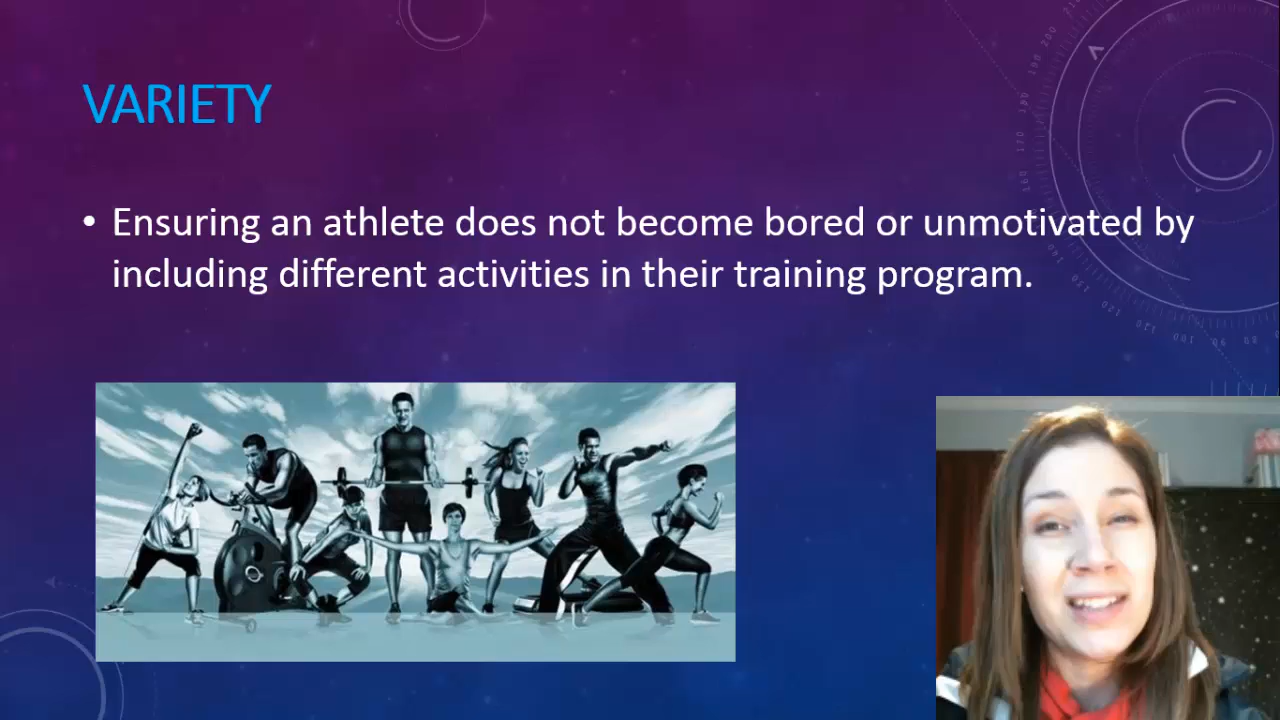 VARIETY
• Ensuring an athlete does not become bored or unmotivated by
including different activities in their training program.